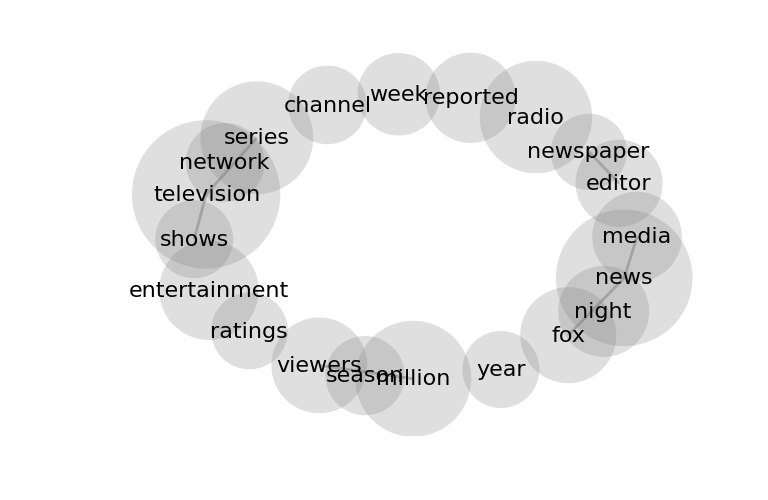 week
reported
channel
radio
series
newspaper
network
editor
television
media
shows
news
entertainment
night
ratings
fox
viewers
season
million
year